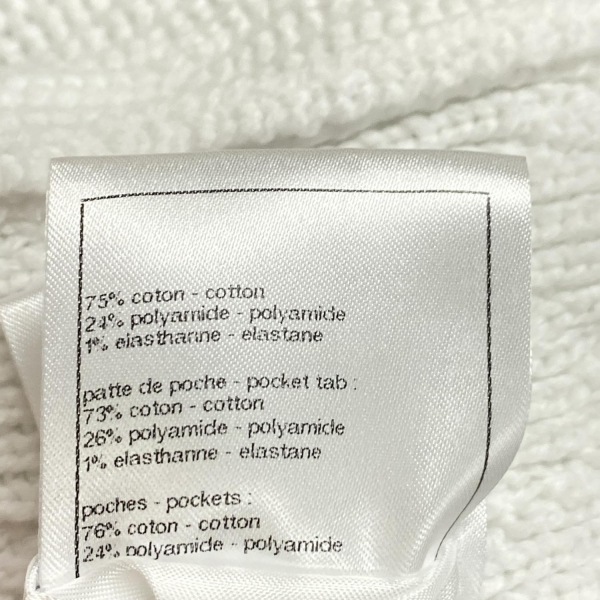 75% coton - cotton
24% polyamide - polyamide
1% elasthanne - elastane
patte de poche - pocket tab :
73% coton - cotton
26% polyamide - polyamide
1% elasthanne - elastane
poches - pockets :
76% coton - cotton
24% polyamide - polyamide